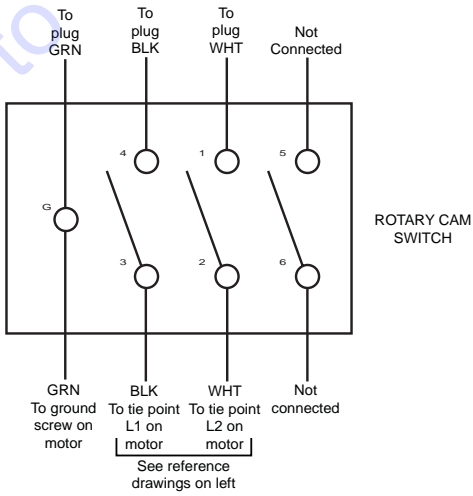 To
plug
GRN
To
plug
BLK
To
plug
WHT
Not
Connected
4
1
5
G
3
2
6
ROTARY CAM
SWITCH
GRN
To ground
screw on
motor
BLK
To tie point
L1 on
motor
WHT
To tie point
L2 on
motor
Not
connected
See reference
drawings on left